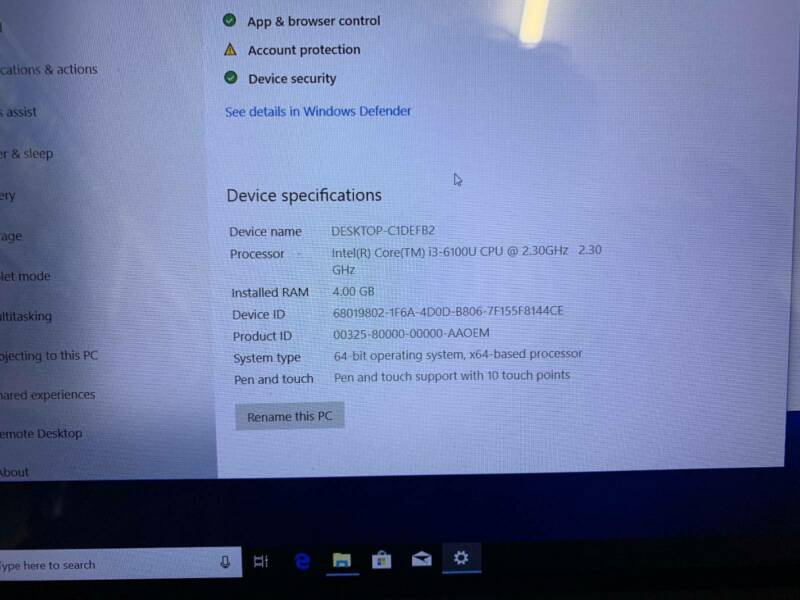 App & browser control
cations & actions
Account protection
Device security
s assist
See details in Windows Defender
er & sleep
ery
age
let mode
ltitasking
ojecting to this PC
ared experiences
emote Desktop
About
Device specifications
Device name DESKTOP-C1DEFB2
Processor Intel(R) Core(TM) i3-6100U CPU @ 2.30GHz 2.30
GHz
Installed RAM 4.00 GB
Device ID 68019802-1F6A-4D0D-B806-7F155F8144CE
Product ID 00325-80000-00000-AAOEM
System type 64-bit operating system, x64-based processor
Pen and touch Pen and touch support with 10 touch points
Rename this PC
Type here to search